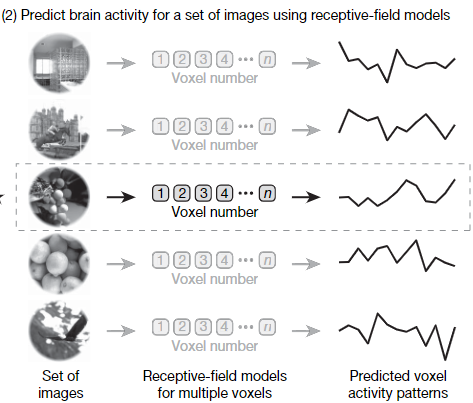 (2) Predict brain activity for a set of images using receptive-field models
1 2 3 4 ••• n
Voxel number
1 2 3 4 ••• n
Voxel number
1 2 3 4 ••• n
Voxel number
1 2 3 4 ••• n
Voxel number
1 2 3 4 ••• n
Voxel number
Set of images
Receptive-field models for multiple voxels
Predicted voxel activity patterns